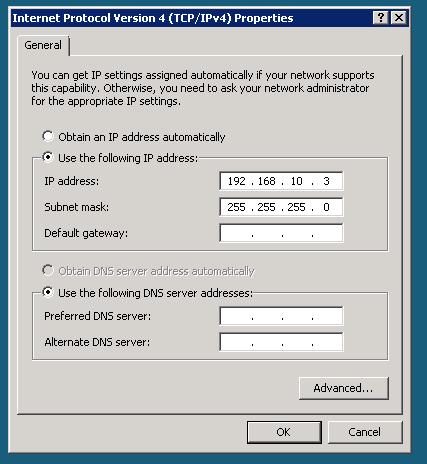 Internet Protocol Version 4 (TCP/IPv4) Properties ? X
General
You can get IP settings assigned automatically if your network supports
this capability. Otherwise, you need to ask your network administrator
for the appropriate IP settings.
Obtain an IP address automatically
Use the following IP address:
IP address: 192 . 168 . 10 . 3
Subnet mask: 255 . 255 . 255 . 0
Default gateway: . . .
Obtain DNS server address automatically
Use the following DNS server addresses:
Preferred DNS server: . . .
Alternate DNS server: . . .
Advanced...
OK Cancel